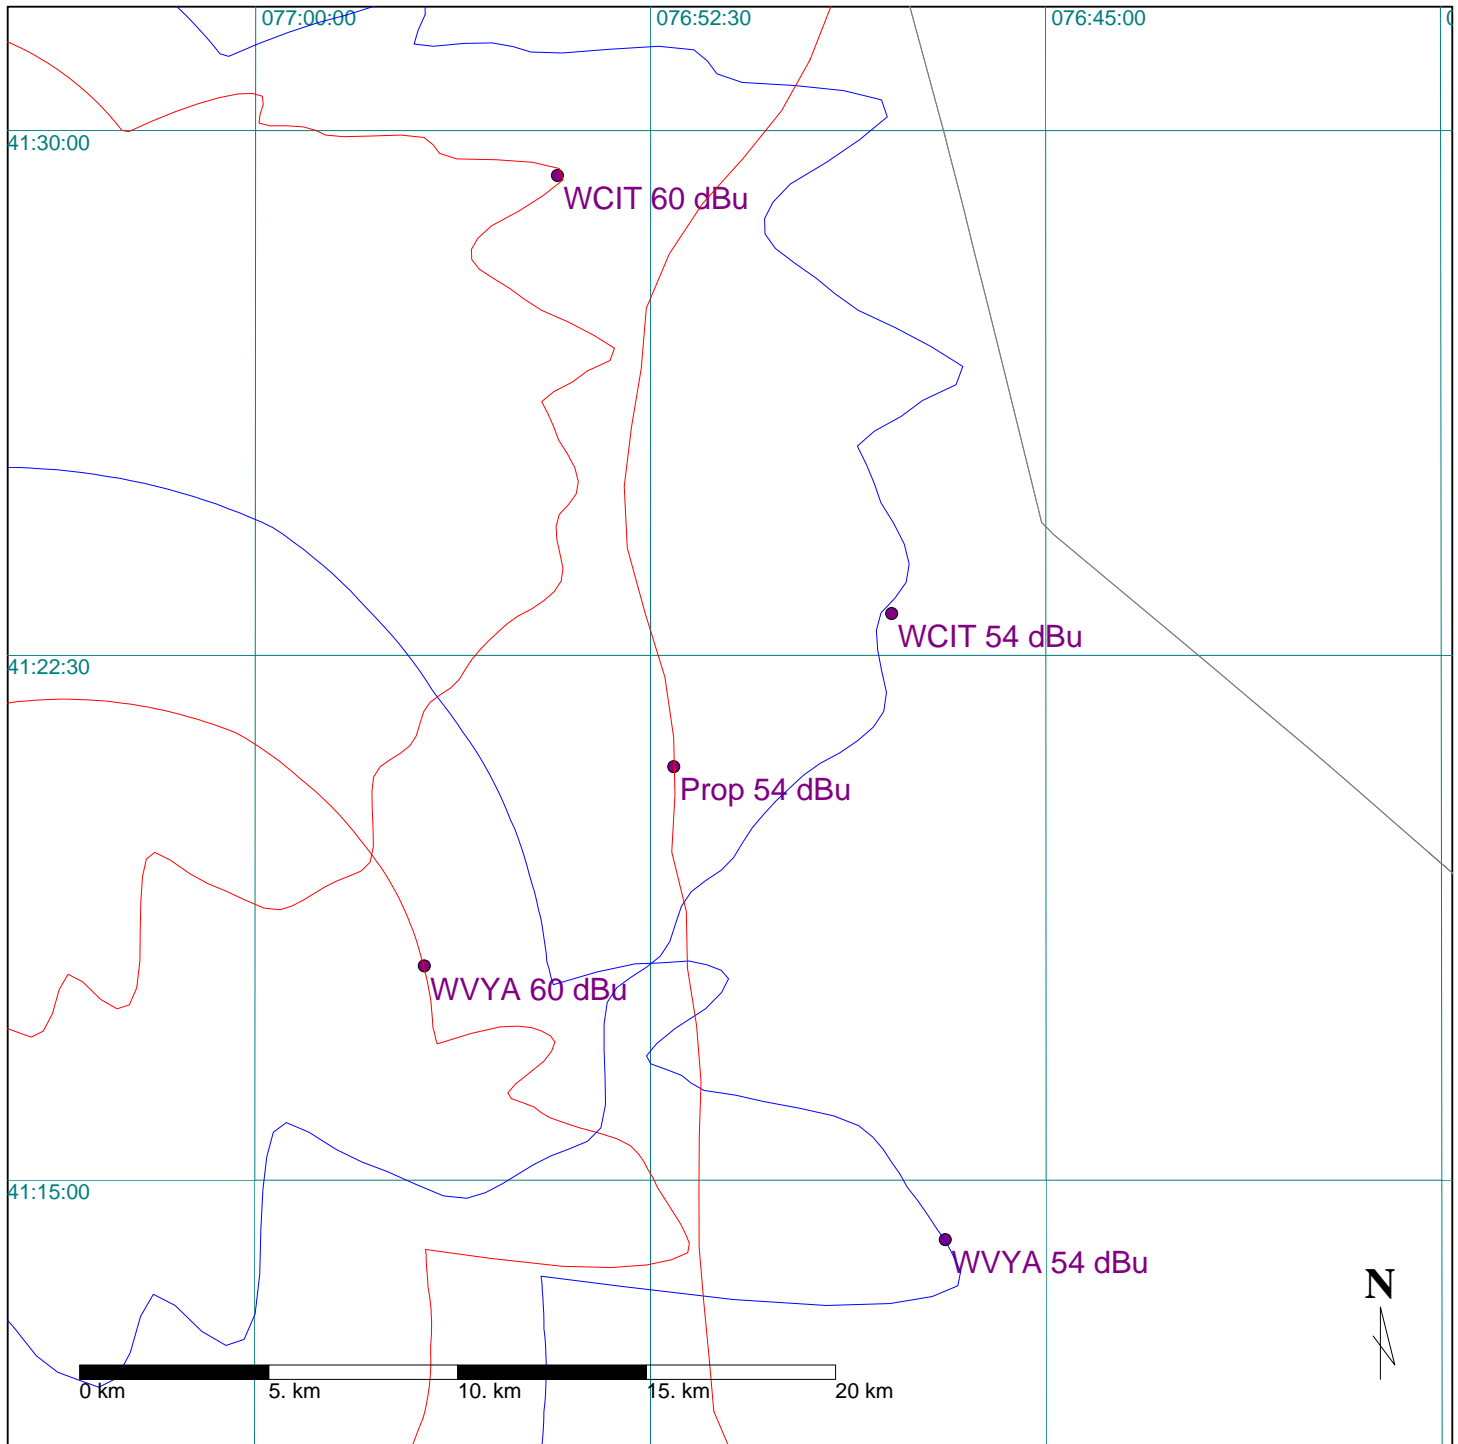 077:00:00 076:52:30 076:45:00 0
41:30:00
WCIT 60 dBu
WCIT 54 dBu
41:22:30
Prop 54 dBu
WVYA 60 dBu
41:15:00
WVYA 54 dBu
N
0 km 5. km 10. km 15. km 20 km